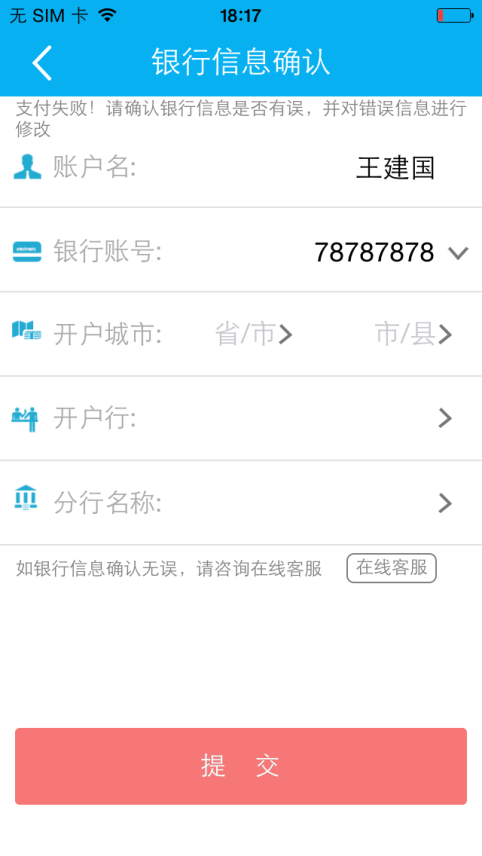 无 SIM 卡 18:17
银行信息确认
支付失败！请确认银行信息是否有误，并对错误信息进行
修改
账户名: 王建国
银行账号: 78787878
开户城市: 省/市 市/县
开户行:
分行名称:
如银行信息确认无误，请咨询在线客服 在线客服
提 交